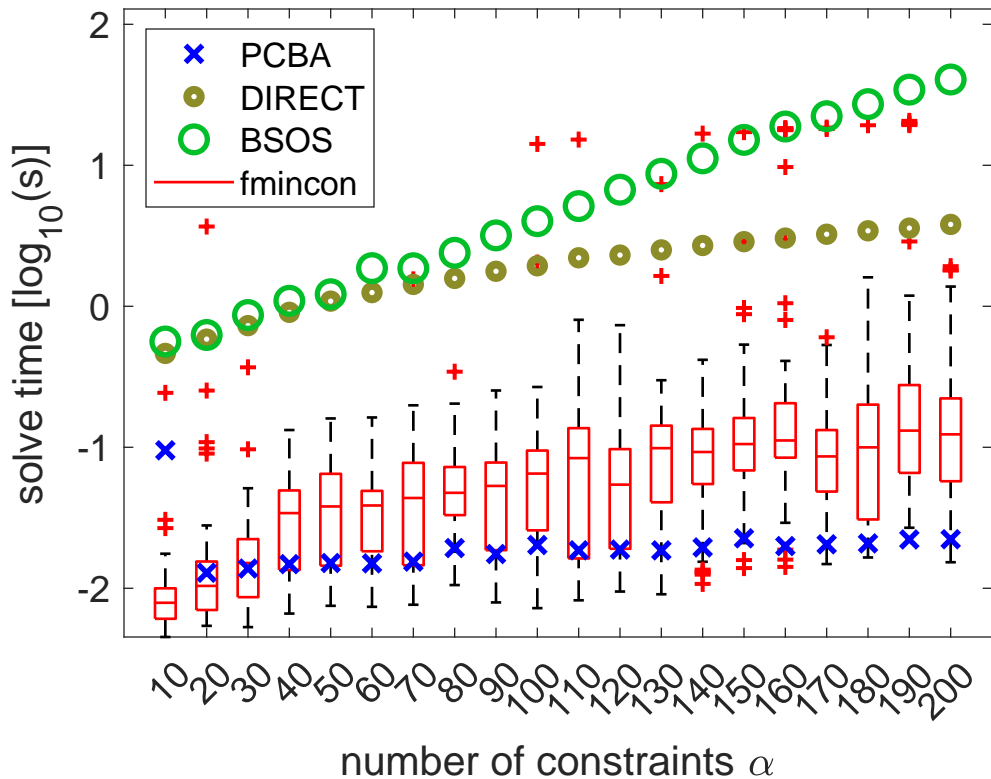 2
1
0
-1
-2
solve time [log10(s)]
PCBA
DIRECT
BSOS
fmincon
10 20 30 40 50 60 70 80 90 100 110 120 130 140 150 160 170 180 190 200
number of constraints α